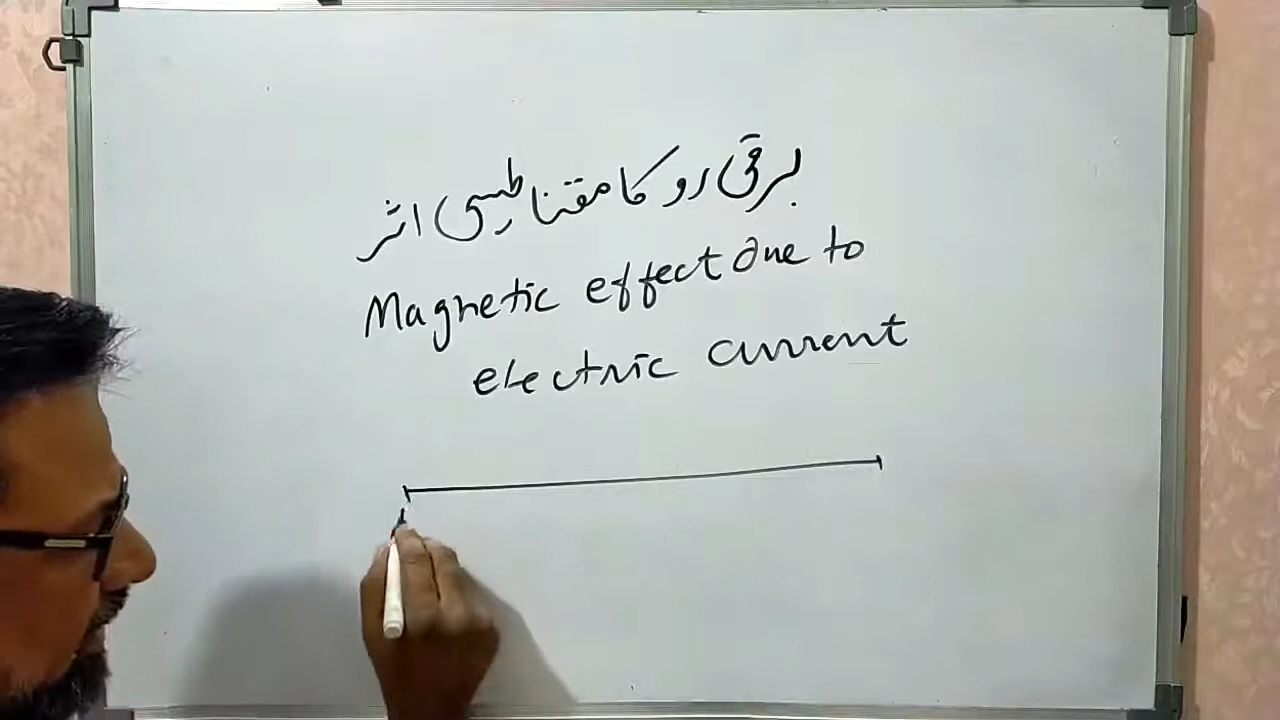 برقی رو کا مقناطیسی اثر
Magnetic effect due to
electric current